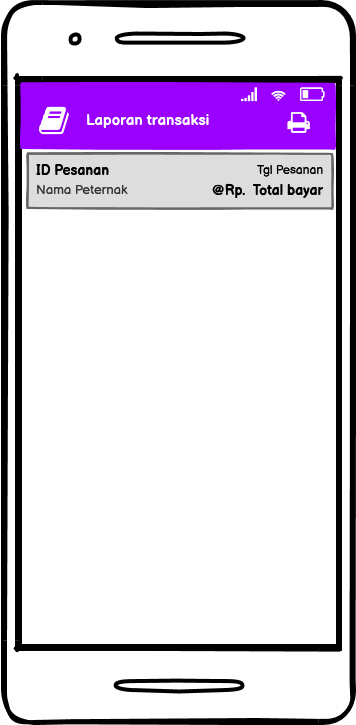 Laporan transaksi
ID Pesanan Tgl Pesanan
Nama Peternak @Rp. Total bayar